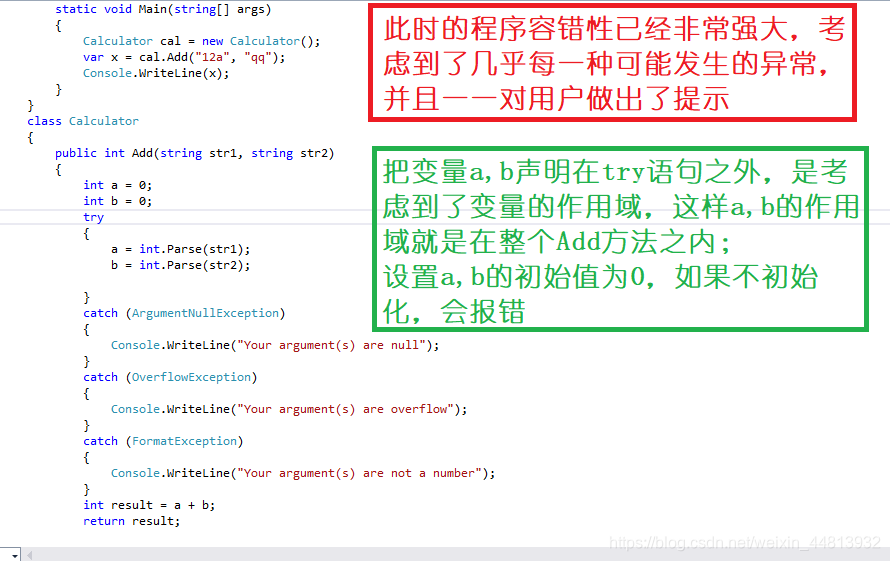 static void Main(string[] args)
{
Calculator cal = new Calculator();
var x = cal.Add("12a", "qq");
Console.WriteLine(x);
}
}
class Calculator
{
public int Add(string str1, string str2)
{
int a = 0;
int b = 0;
try
{
a = int.Parse(str1);
b = int.Parse(str2);
}
catch (ArgumentNullException)
{
Console.WriteLine("Your argument(s) are null");
}
catch (OverflowException)
{
Console.WriteLine("Your argument(s) are overflow");
}
catch (FormatException)
{
Console.WriteLine("Your argument(s) are not a number");
}
int result = a + b;
return result;
此时的程序容错性已经非常强大，考
虑到了几乎每一种可能发生的异常，
并且一一对用户做出了提示
把变量a,b声明在try语句之外，是考
虑到了变量的作用域，这样a,b的作用
域就是在整个Add方法之内；
设置a,b的初始值为0，如果不初始
化，会报错
https://blog.csdn.net/weixin_44813932